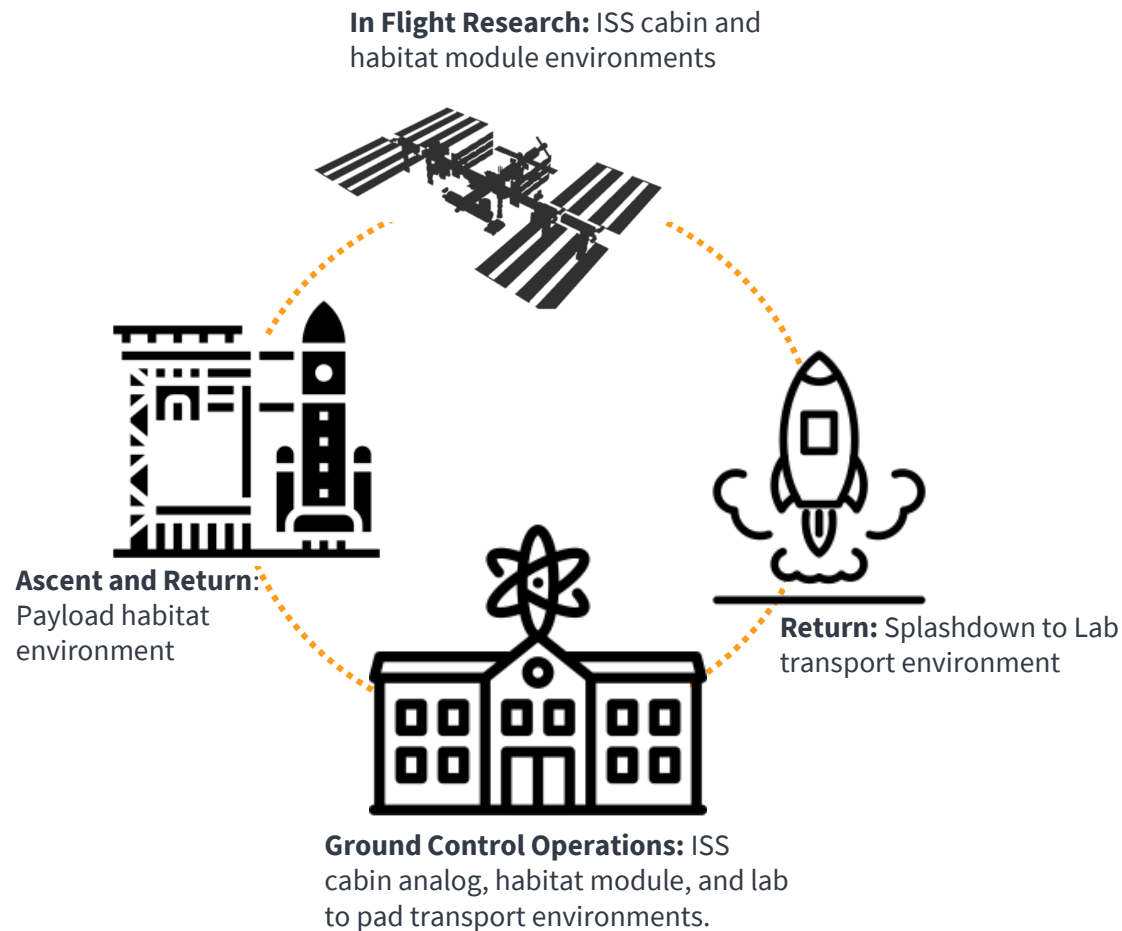 In Flight Research: ISS cabin and
habitat module environments
Ascent and Return:
Payload habitat
environment
Return: Splashdown to Lab
transport environment
Ground Control Operations: ISS
cabin analog, habitat module, and lab
to pad transport environments.